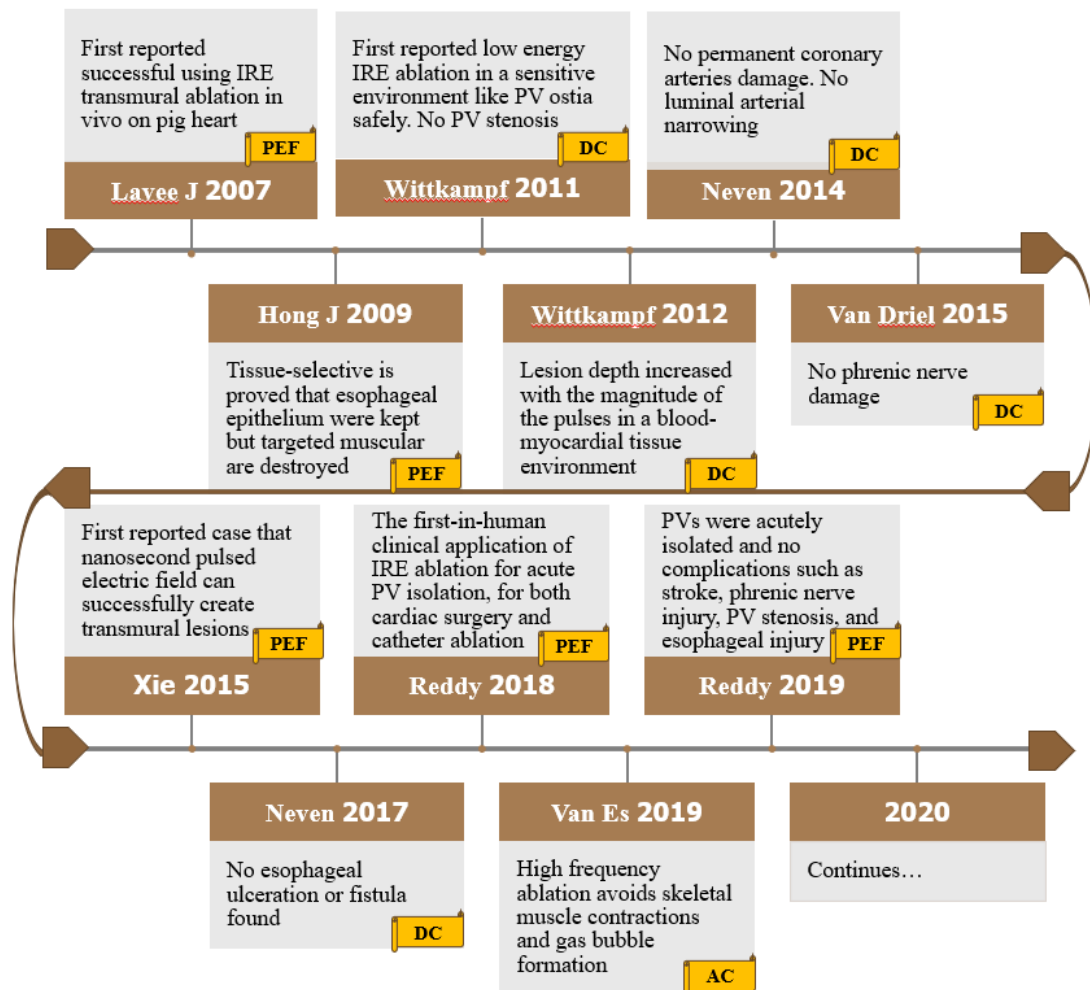 First reported
successful using IRE
transmural ablation in
vivo on pig heart
PEF
Lavee J 2007
First reported low energy
IRE ablation in a sensitive
environment like PV ostia
safely. No PV stenosis
DC
Wittkampf 2011
No permanent coronary
arteries damage. No
luminal arterial
narrowing
DC
Neven 2014
Hong J 2009
Tissue-selective is
proved that esophageal
epithelium were kept
but targeted muscular
are destroyed
PEF
Wittkampf 2012
Lesion depth increased
with the magnitude of
the pulses in a blood-
myocardial tissue
environment
DC
Van Driel 2015
No phrenic nerve
damage
DC
First reported case that
nanosecond pulsed
electric field can
successfully create
transmural lesions
PEF
Xie 2015
The first-in-human
clinical application of
IRE ablation for acute
PV isolation, for both
cardiac surgery and
catheter ablation
PEF
Reddy 2018
PVs were acutely
isolated and no
complications such as
stroke, phrenic nerve
injury, PV stenosis, and
esophageal injury
PEF
Reddy 2019
Neven 2017
No esophageal
ulceration or fistula
found
DC
Van Es 2019
High frequency
ablation avoids skeletal
muscle contractions
and gas bubble
formation
AC
2020
Continues…